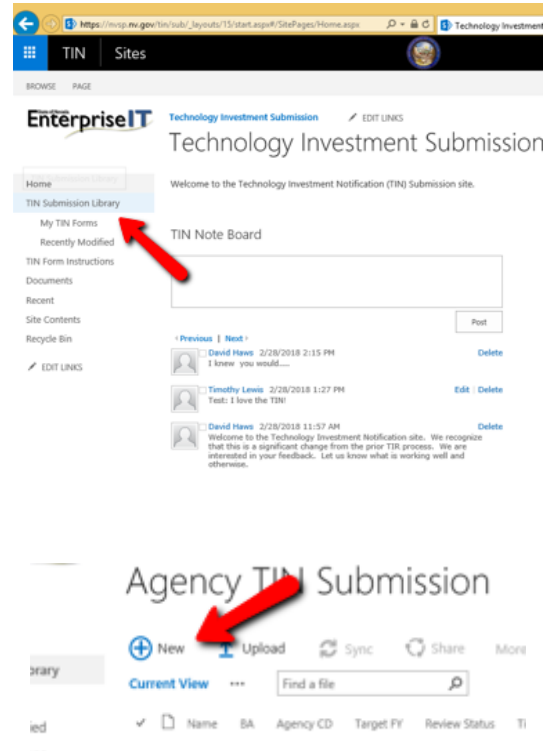 https://nvsp.nv.gov/tin/sub/_layouts/15/start.aspx#/SitePages/Home.aspx
Technology Investment
TIN Sites
BROWSE PAGE
State of Nevada
EnterpriseIT
Technology Investment Submission EDIT LINKS
Technology Investment Submission
Home
Welcome to the Technology Investment Notification (TIN) Submission site.
TIN Submission Library
My TIN Forms
Recently Modified
TIN Form Instructions
Documents
Recent
Site Contents
Recycle Bin
EDIT LINKS
TIN Note Board
Post
Previous | Next
David Haws 2/28/2018 2:15 PM Delete
I knew you would.....
Timothy Lewis 2/28/2018 1:27 PM Edit | Delete
Test: I love the TIN!
David Haws 2/28/2018 11:57 AM Delete
Welcome to the Technology Investment Notification site. We recognize
that this is a significant change from the prior TIR process. We are
interested in your feedback. Let us know what is working well and
otherwise.
Agency TIN Submission
New Upload Sync Share More
brary
Current View ... Find a file
ied
Name BA Agency CD Target FY Review Status Ti